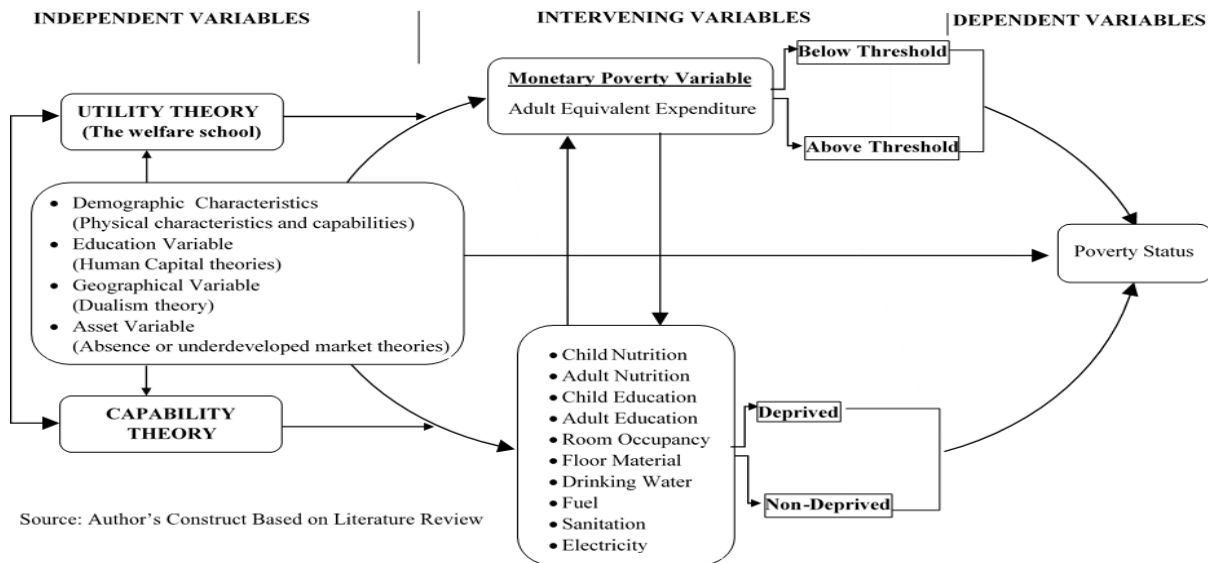 INDEPENDENT VARIABLES
INTERVENING VARIABLES
DEPENDENT VARIABLES
UTILITY THEORY
(The welfare school)
• Demographic Characteristics
(Physical characteristics and capabilities)
• Education Variable
(Human Capital theories)
• Geographical Variable
(Dualism theory)
• Asset Variable
(Absence or underdeveloped market theories)
CAPABILITY
THEORY
Monetary Poverty Variable
Adult Equivalent Expenditure
Below Threshold
Above Threshold
• Child Nutrition
• Adult Nutrition
• Child Education
• Adult Education
• Room Occupancy
• Floor Material
• Drinking Water
• Fuel
• Sanitation
• Electricity
Deprived
Non-Deprived
Poverty Status
Source: Author's Construct Based on Literature Review